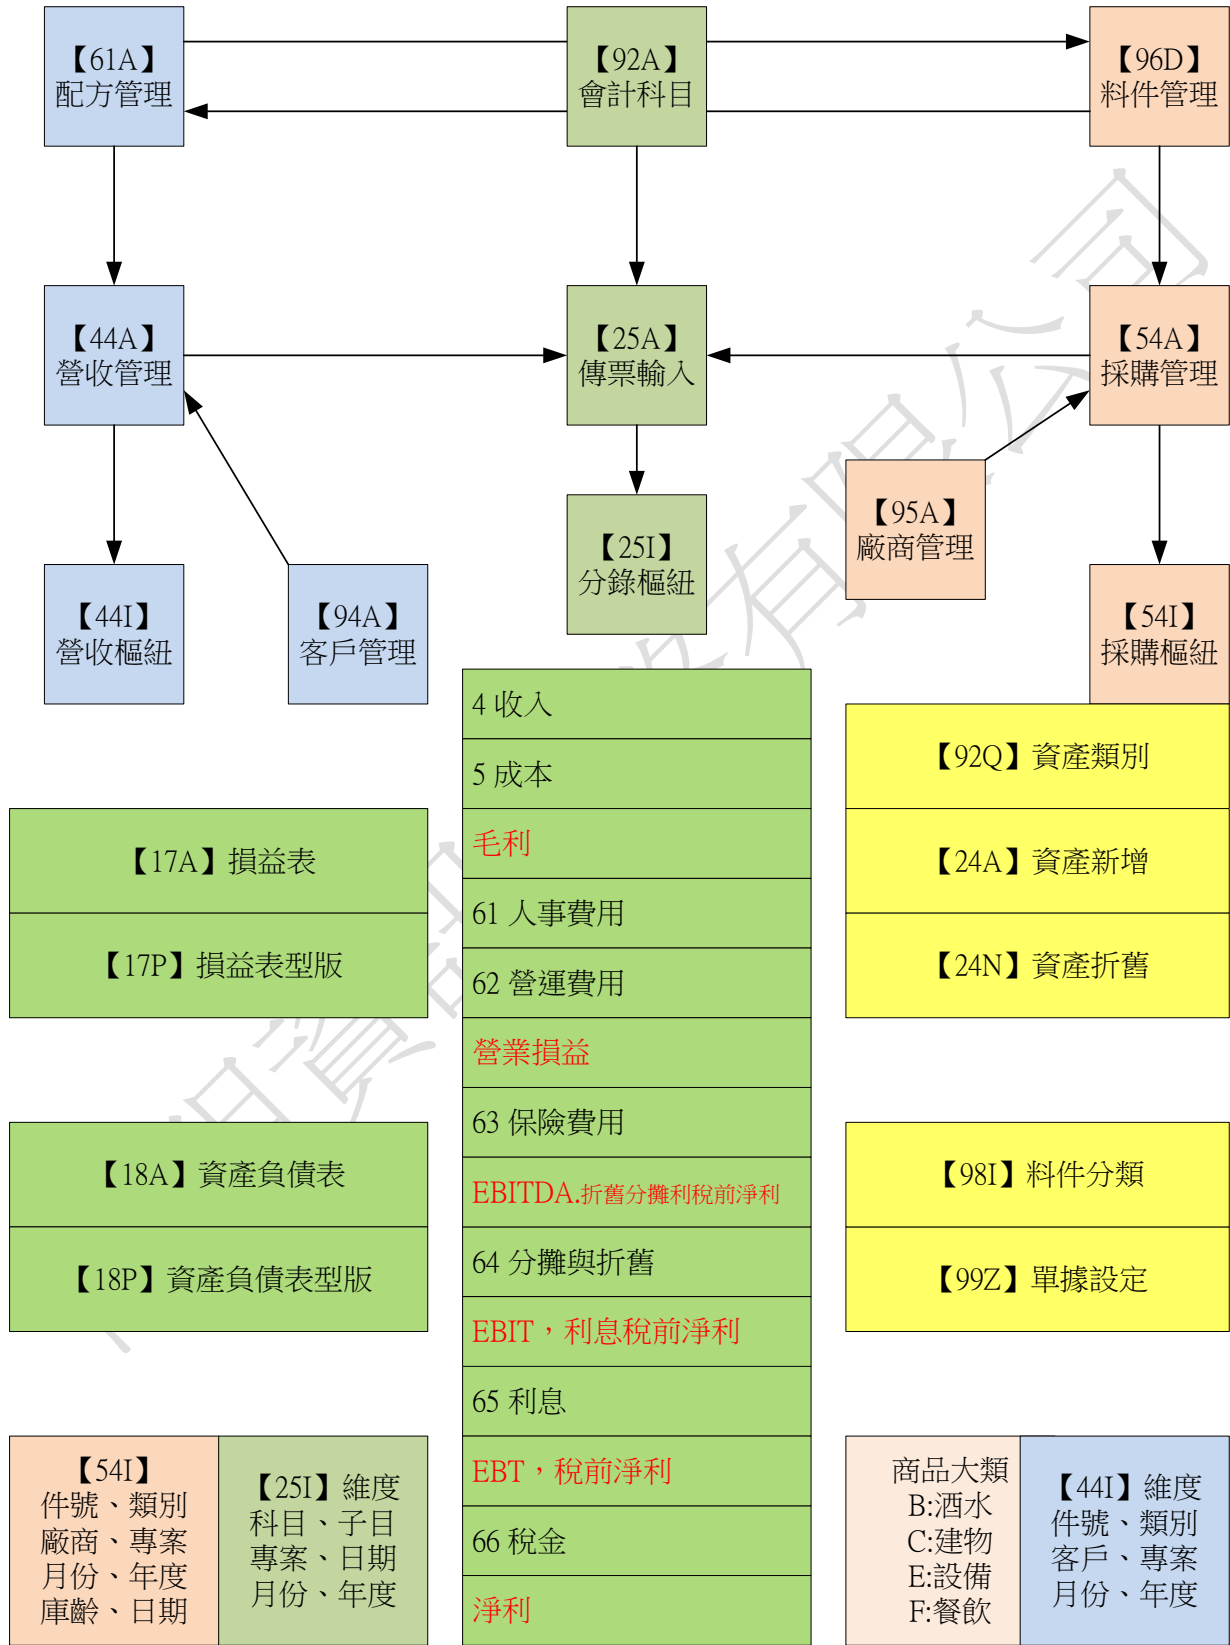 【61A】
配方管理
【92A】
會計科目
【96D】
料件管理
【44A】
營收管理
【25A】
傳票輸入
【54A】
採購管理
【95A】
廠商管理
【25I】
分錄樞紐
【44I】
營收樞紐
【94A】
客戶管理
【54I】
採購樞紐
4 收入
5 成本
毛利
61 人事費用
62 營運費用
營業損益
63 保險費用
EBITDA.折舊分攤利稅前淨利
64 分攤與折舊
EBIT，利息稅前淨利
65 利息
EBT，稅前淨利
66 稅金
淨利
【17A】損益表
【17P】損益表型版
【18A】資產負債表
【18P】資產負債表型版
【92Q】資產類別
【24A】資產新增
【24N】資產折舊
【98I】料件分類
【99Z】單據設定
【54I】
件號、類別
廠商、專案
月份、年度
庫齡、日期
【25I】維度
科目、子目
專案、日期
月份、年度
商品大類
B:酒水
C:建物
E:設備
F:餐飲
【44I】維度
件號、類別
客戶、專案
月份、年度